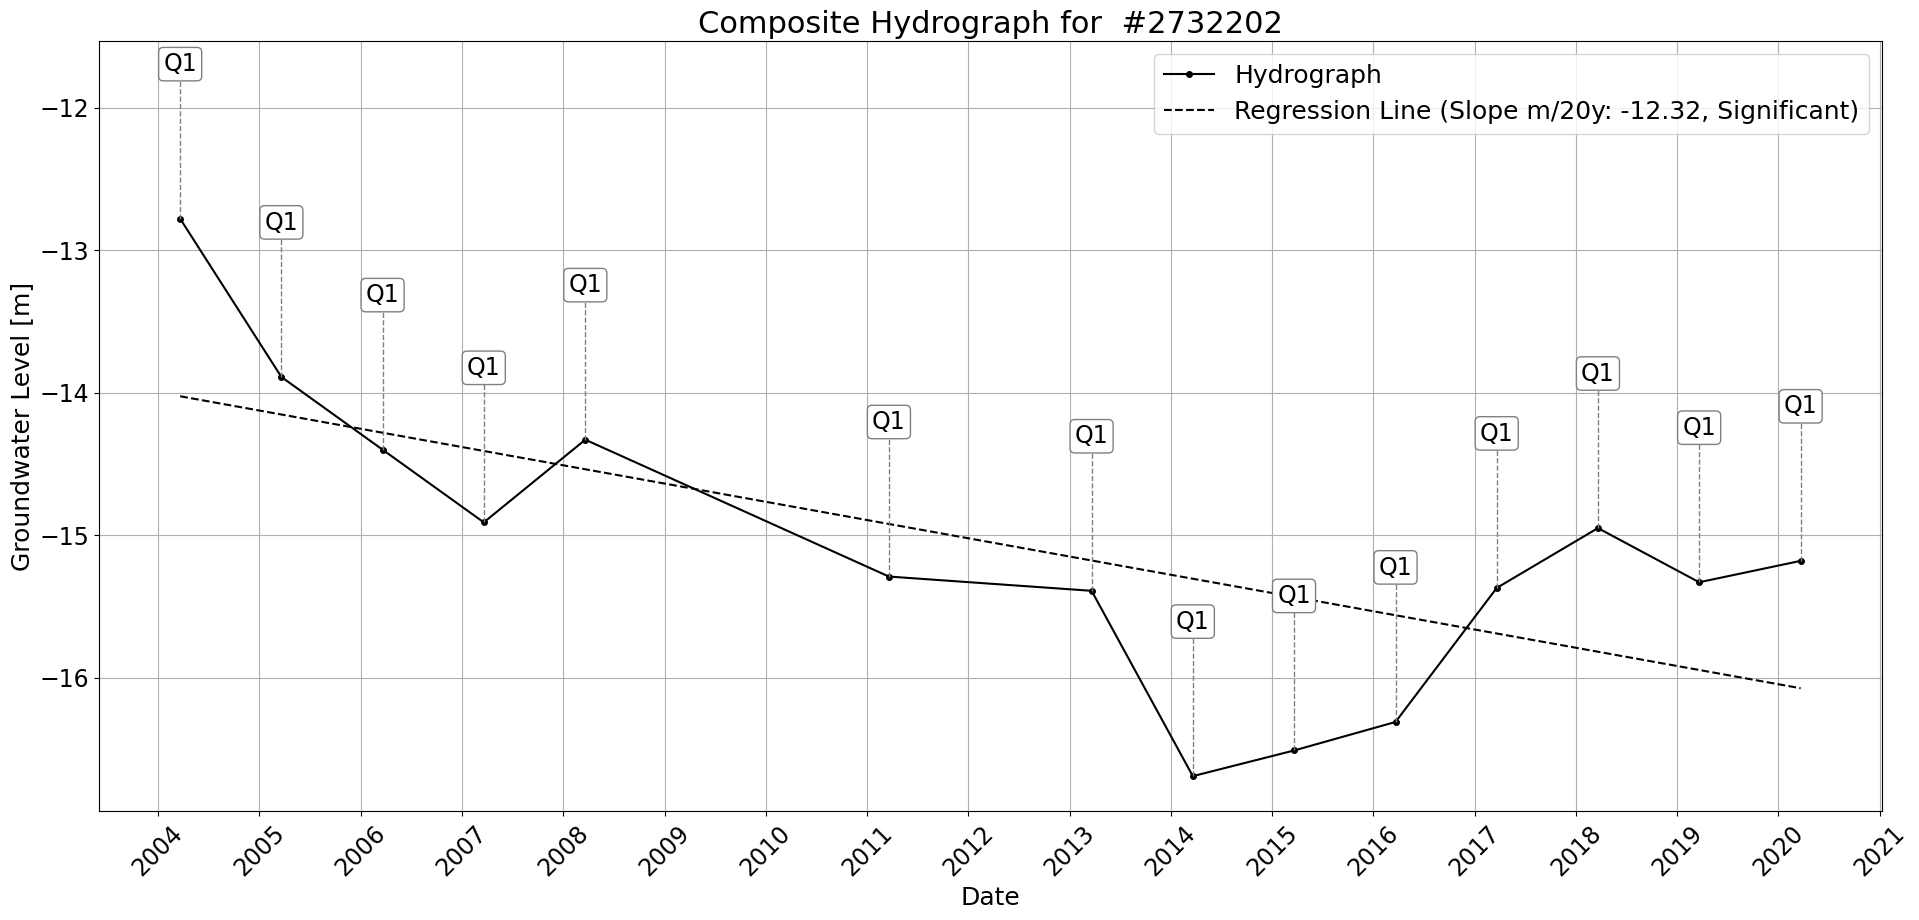 Composite Hydrograph for  #2732202
Hydrograph
Regression Line (Slope m/20y: -12.32, Significant)
Groundwater Level [m]
−12
−13
−14
−15
−16
Q1
Q1
Q1
Q1
Q1
Q1
Q1
Q1
Q1
Q1
Q1
Q1
Q1
Q1
2004
2005
2006
2007
2008
2009
2010
2011
2012
2013
2014
2015
2016
2017
2018
2019
2020
2021
Date